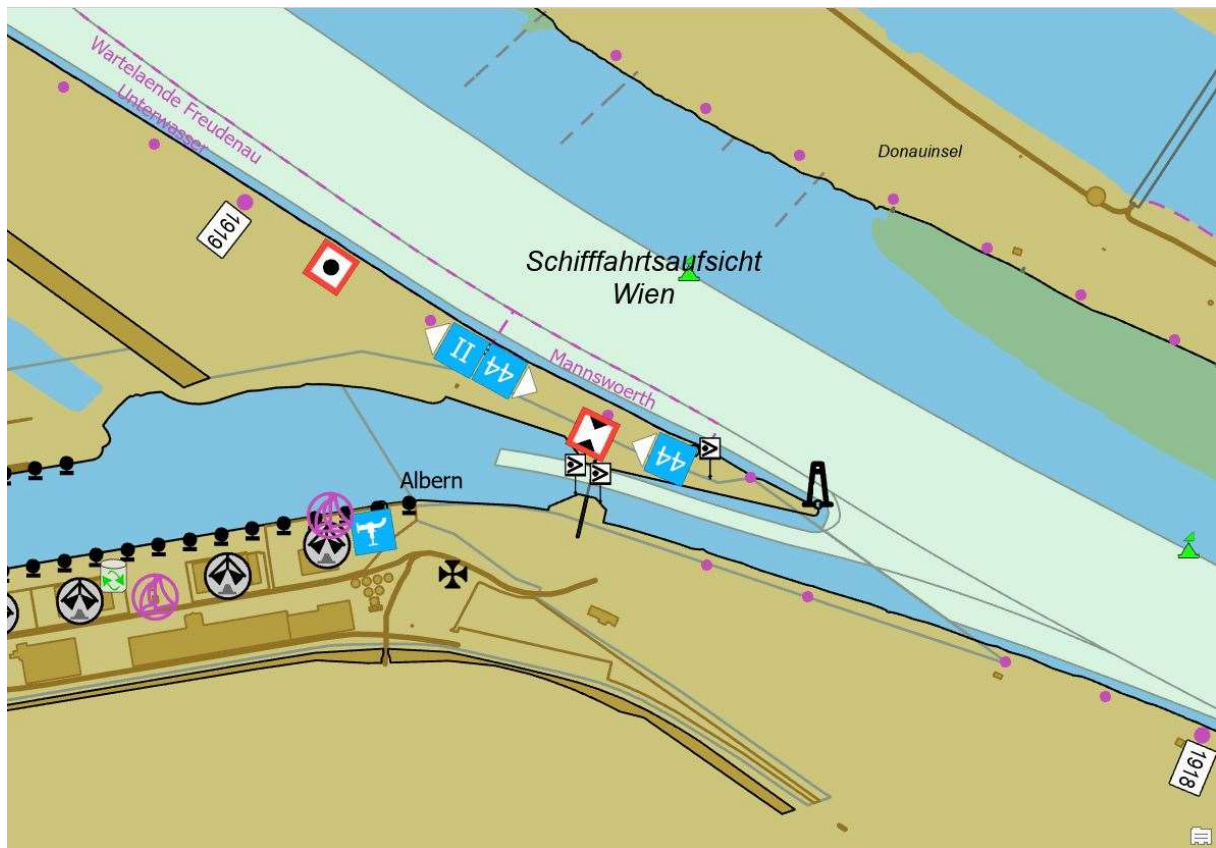 Wartelaende Freudenau
Unterwasser
Donauinsel
1919
Schifffahrtsaufsicht
Wien
II
44
Mannswoerth
44
Albern
1918